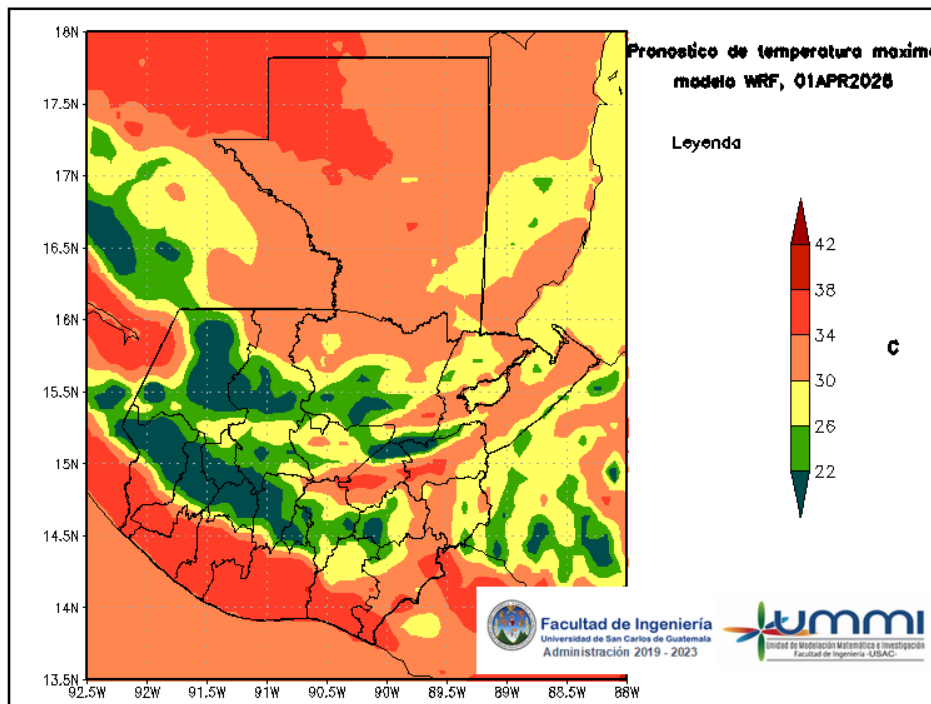 Pronostico de temperatura maxima
modelo WRF, 01APR2026
Leyenda
42
38
34
30
26
22
C
18N
17.5N
17N
16.5N
16N
15.5N
15N
14.5N
14N
13.5N
92.5W 92W 91.5W 91W 90.5W 90W 89.5W 89W 88.5W 88W
Facultad de Ingeniería
Universidad de San Carlos de Guatemala
Administración 2019 - 2023
ummi
Unidad de Modelación Matemática e Investigación
Facultad de Ingeniería -USAC-